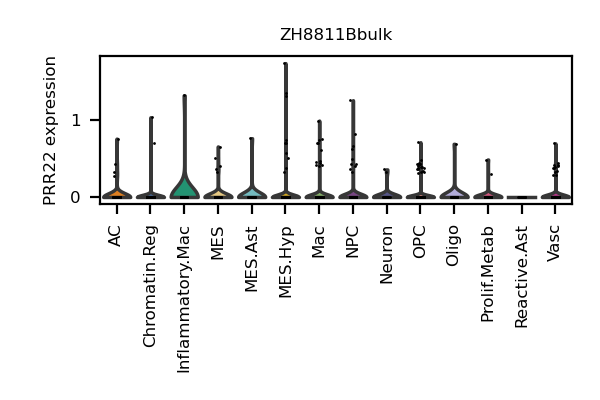 ZH8811Bbulk
PRR22 expression
1
0
AC
Chromatin.Reg
Inflammatory.Mac
MES
MES.Ast
MES.Hyp
Mac
NPC
Neuron
OPC
Oligo
Prolif.Metab
Reactive.Ast
Vasc